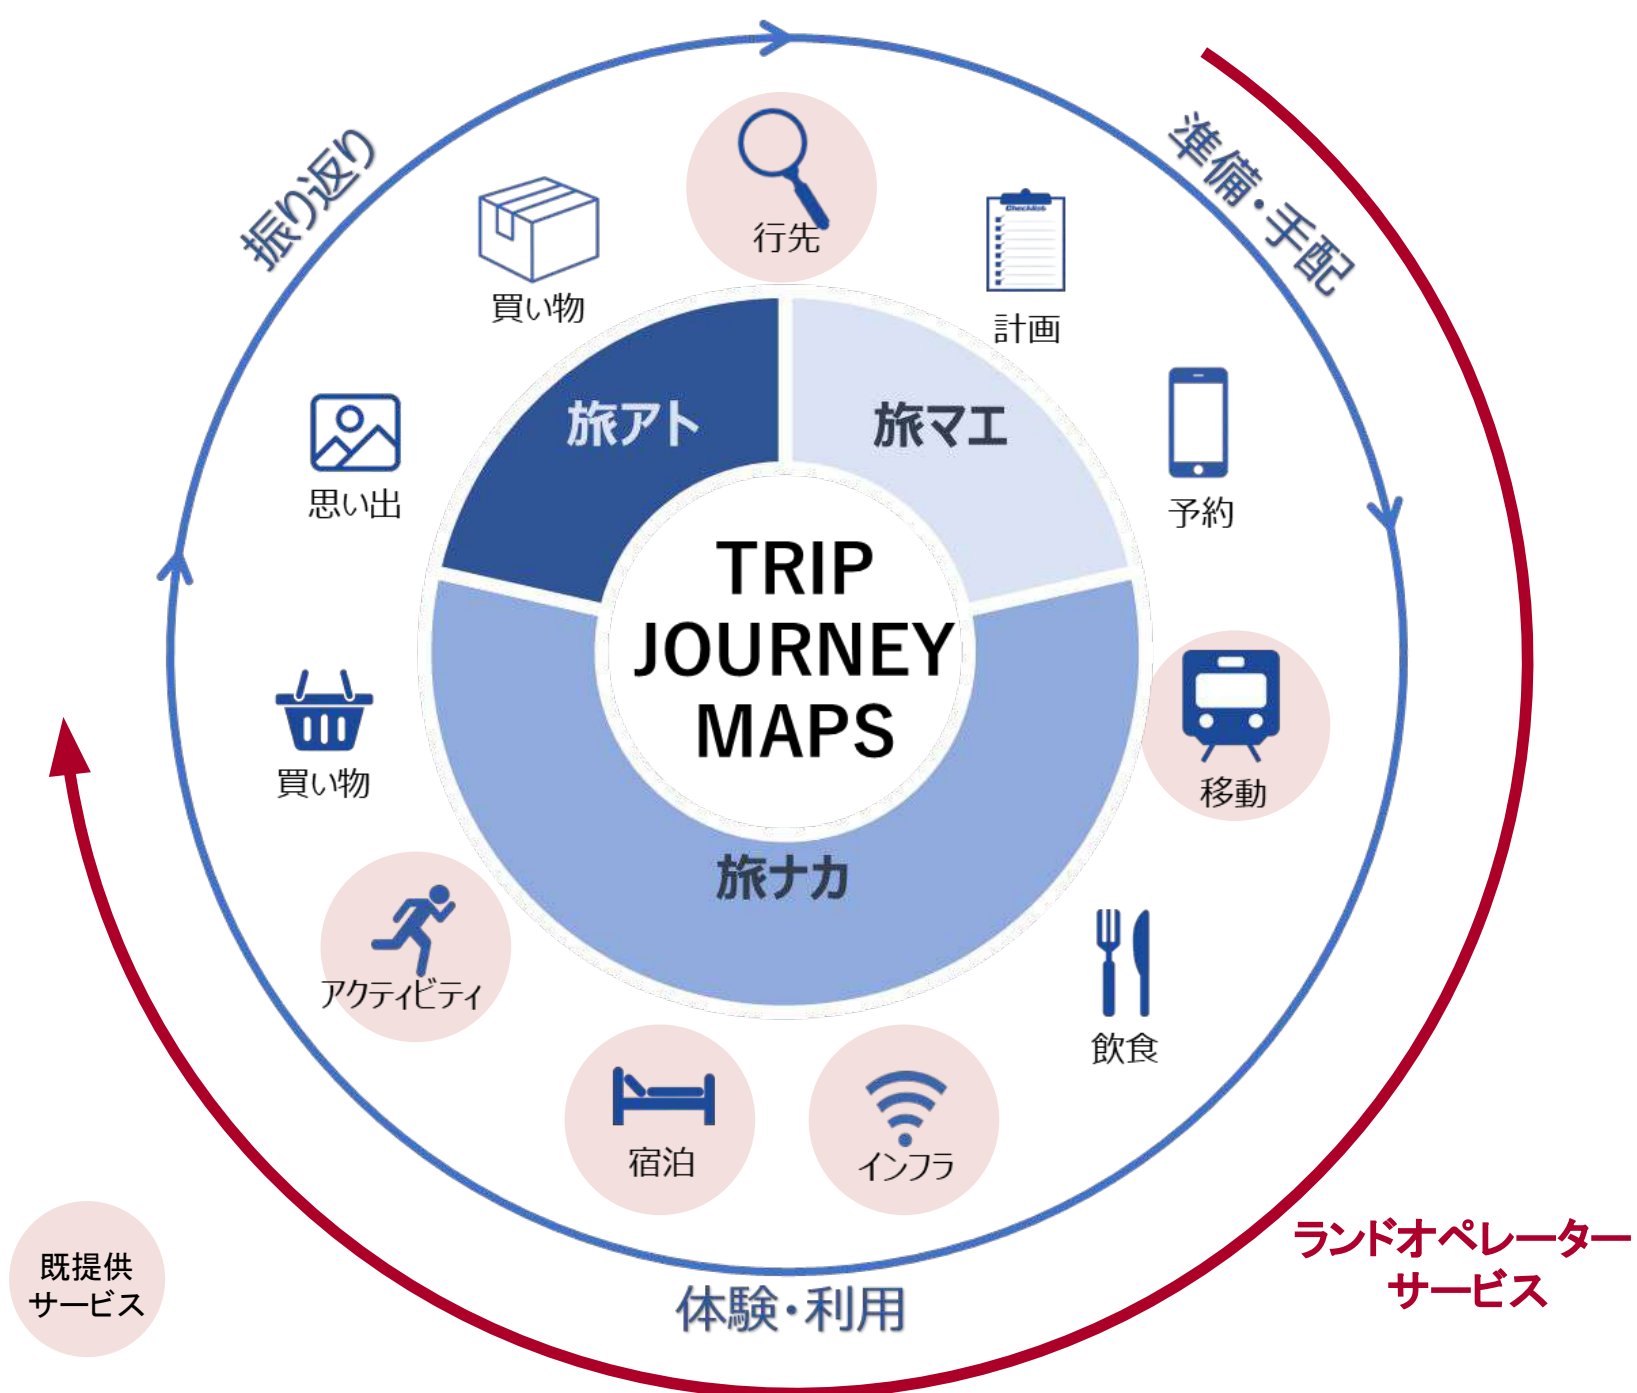 振り返り
準備・手配
行先
買い物
Checklist
計画
旅アト
旅マエ
思い出
予約
TRIP
JOURNEY
MAPS
買い物
移動
旅ナカ
アクティビティ
飲食
宿泊
インフラ
既提供
サービス
体験・利用
ランドオペレーター
サービス